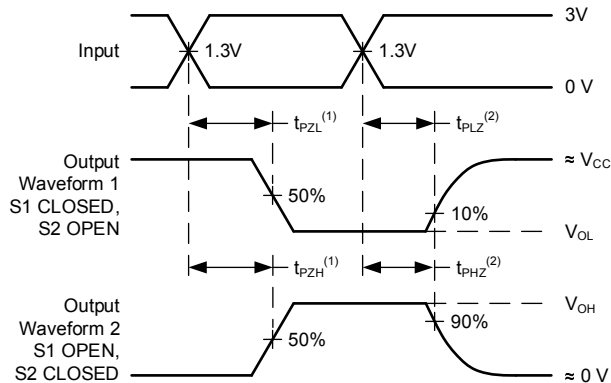 3V
Input
1.3V
1.3V
0 V
tPZL(1)
tPLZ(2)
Output
Waveform 1
S1 CLOSED,
S2 OPEN
≈ VCC
50%
10%
VOL
tPZH(1)
tPHZ(2)
Output
Waveform 2
S1 OPEN,
S2 CLOSED
VOH
90%
50%
≈ 0 V